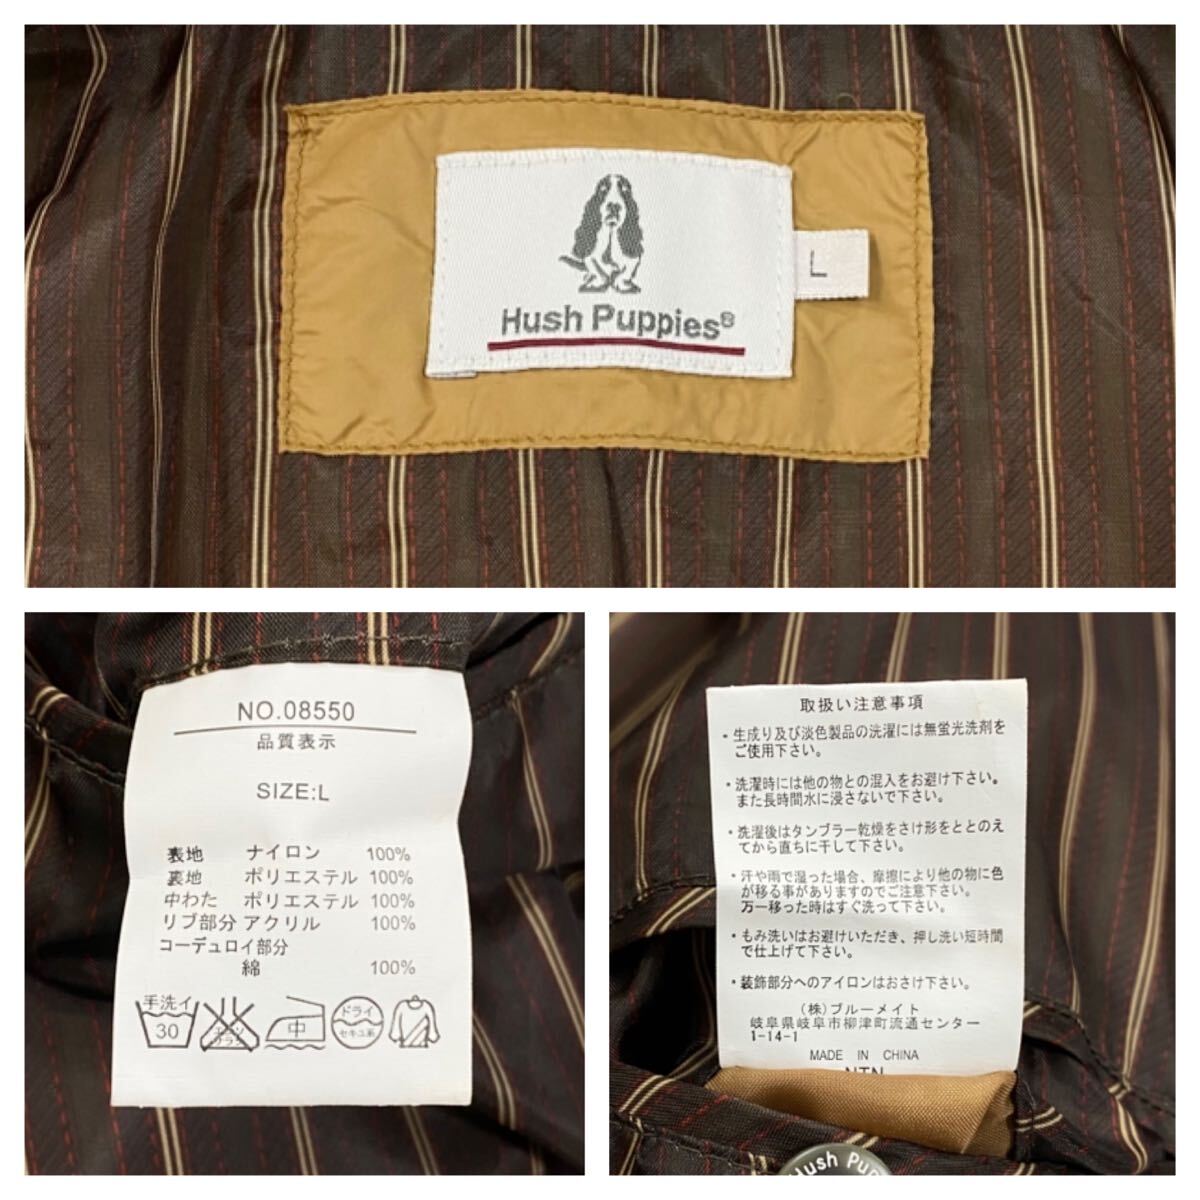 Hush Puppies®
L
NO.08550
品質表示
SIZE:L
表地 ナイロン 100%
裏地 ポリエステル 100%
中わた ポリエステル 100%
リブ部分 アクリル 100%
コーデュロイ部分
綿 100%
手洗イ
30
エンソ
サラシ
中
ドライ
セキユ系
取扱い注意事項
・生成り及び淡色製品の洗濯には無蛍光洗剤を
ご使用下さい。
・洗濯時には他の物との混入をお避け下さい。
また長時間水に浸さないで下さい。
・洗濯後はタンブラー乾燥をさけ形をととのえ
てから直ちに干して下さい。
・汗や雨で湿った場合、摩擦により他の物に色
が移る事がありますのでご注意下さい。
万一移った時はすぐ洗って下さい。
・もみ洗いはお避けいただき、押し洗い短時間
で仕上げて下さい。
・装飾部分へのアイロンはおさけ下さい。
(株)ブルーメイト
岐阜県岐阜市柳津町流通センター
1-14-1
MADE IN CHINA
NTN
Hush Pup